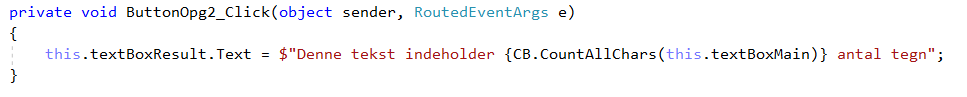 private void ButtonOpg2_Click(object sender, RoutedEventArgs e)
{
    this.textBoxResult.Text = $"Denne tekst indeholder {CB.CountAllChars(this.textBoxMain)} antal tegn";
}